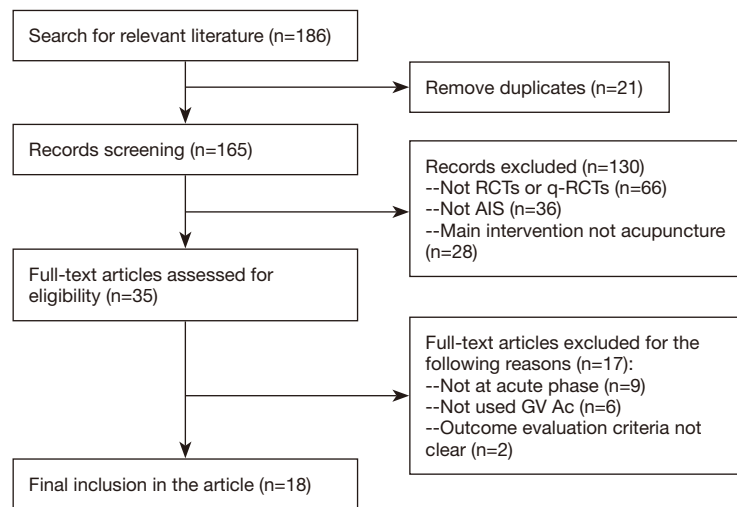 Search for relevant literature (n=186)
Remove duplicates (n=21)
Records screening (n=165)
Records excluded (n=130)
--Not RCTs or q-RCTs (n=66)
--Not AIS (n=36)
--Main intervention not acupuncture
(n=28)
Full-text articles assessed for
eligibility (n=35)
Full-text articles excluded for the
following reasons (n=17):
--Not at acute phase (n=9)
--Not used GV Ac (n=6)
--Outcome evaluation criteria not
clear (n=2)
Final inclusion in the article (n=18)